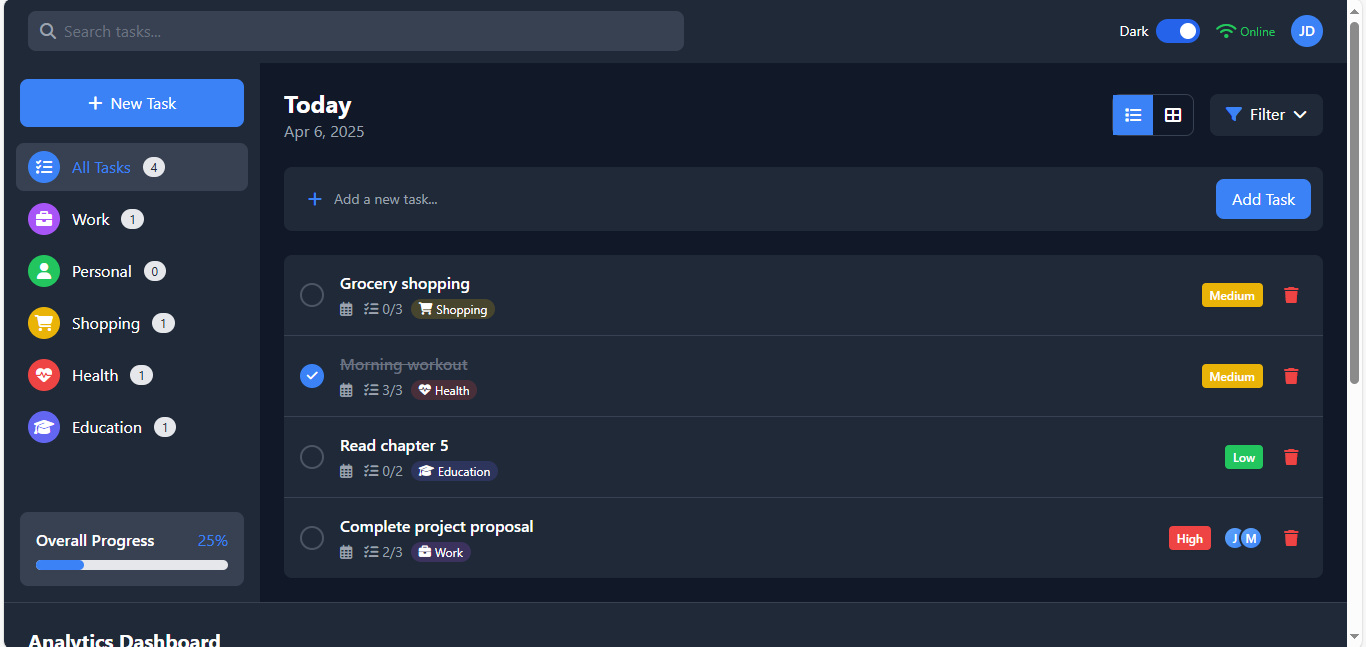 Search tasks...
Dark Online JD
+ New Task
All Tasks 4
Work 1
Personal 0
Shopping 1
Health 1
Education 1
Overall Progress 25%
Today
Apr 6, 2025
Filter
+ Add a new task... Add Task
Grocery shopping
0/3 Shopping
Medium
Morning workout
3/3 Health
Medium
Read chapter 5
0/2 Education
Low
Complete project proposal
2/3 Work
High J M
Analytics Dashboard